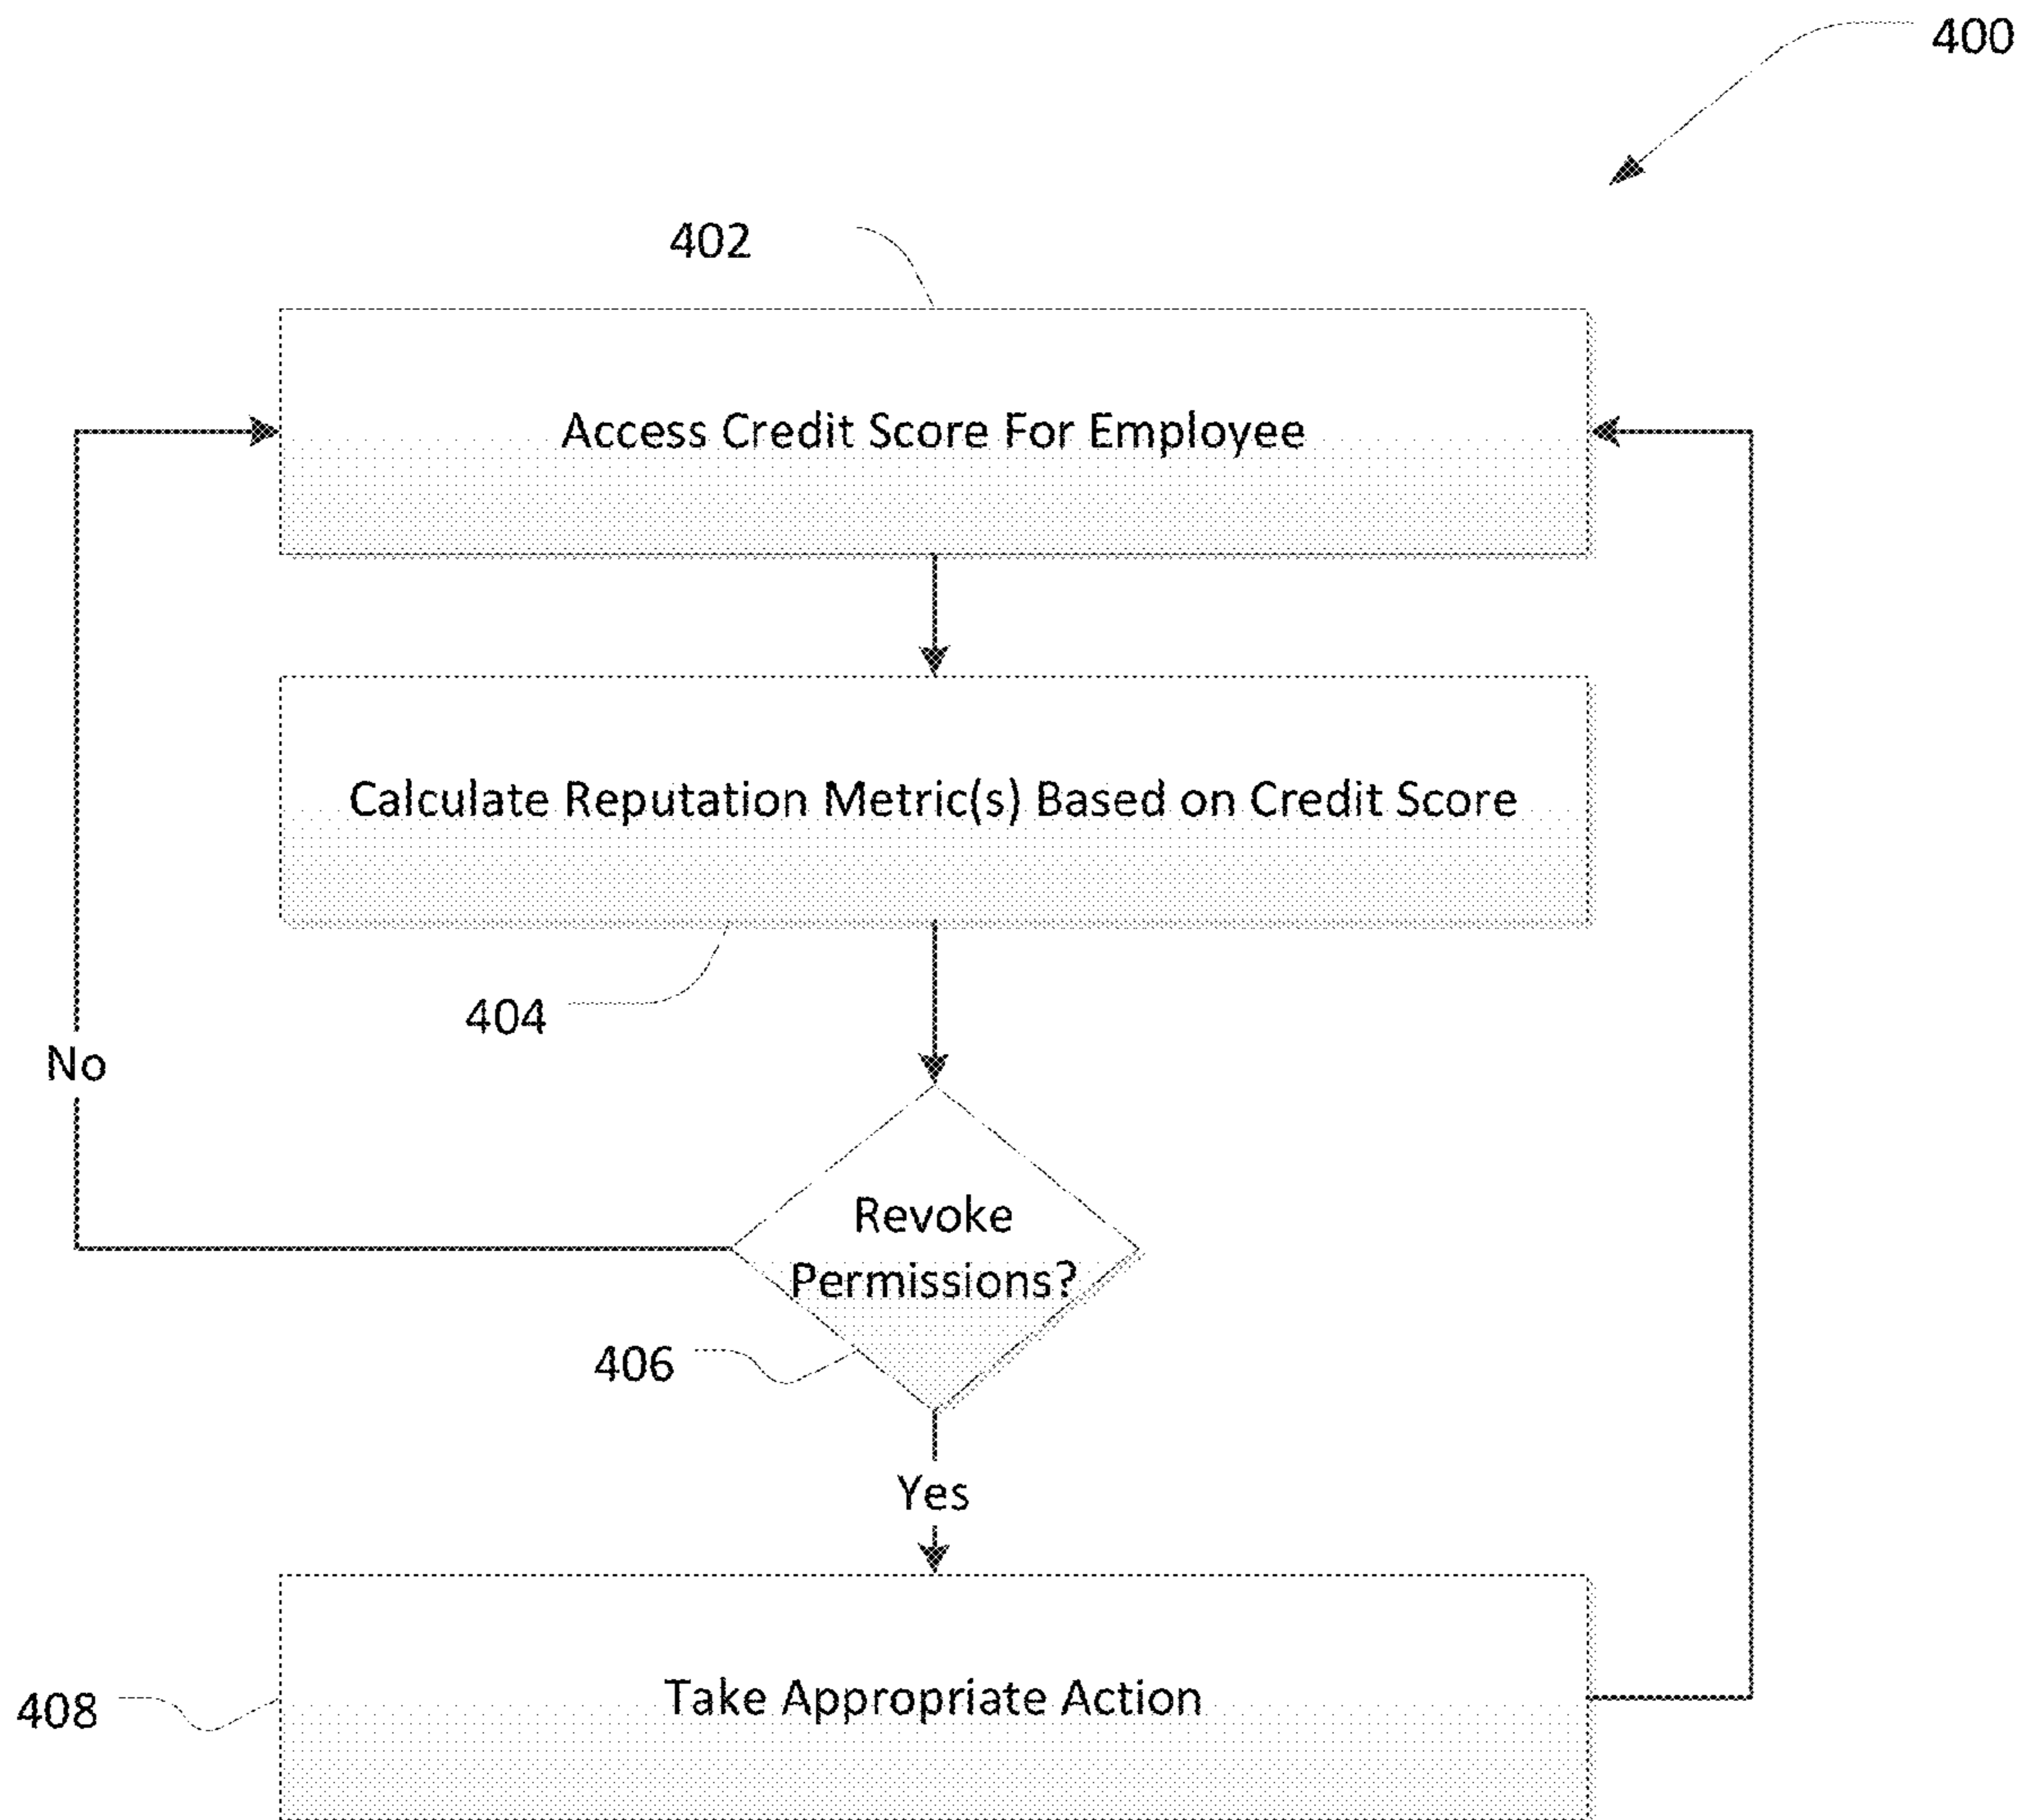 400
402
Access Credit Score For Employee
Calculate Reputation Metric(s) Based on Credit Score
404
No
Revoke
Permissions?
406
Yes
Take Appropriate Action
408